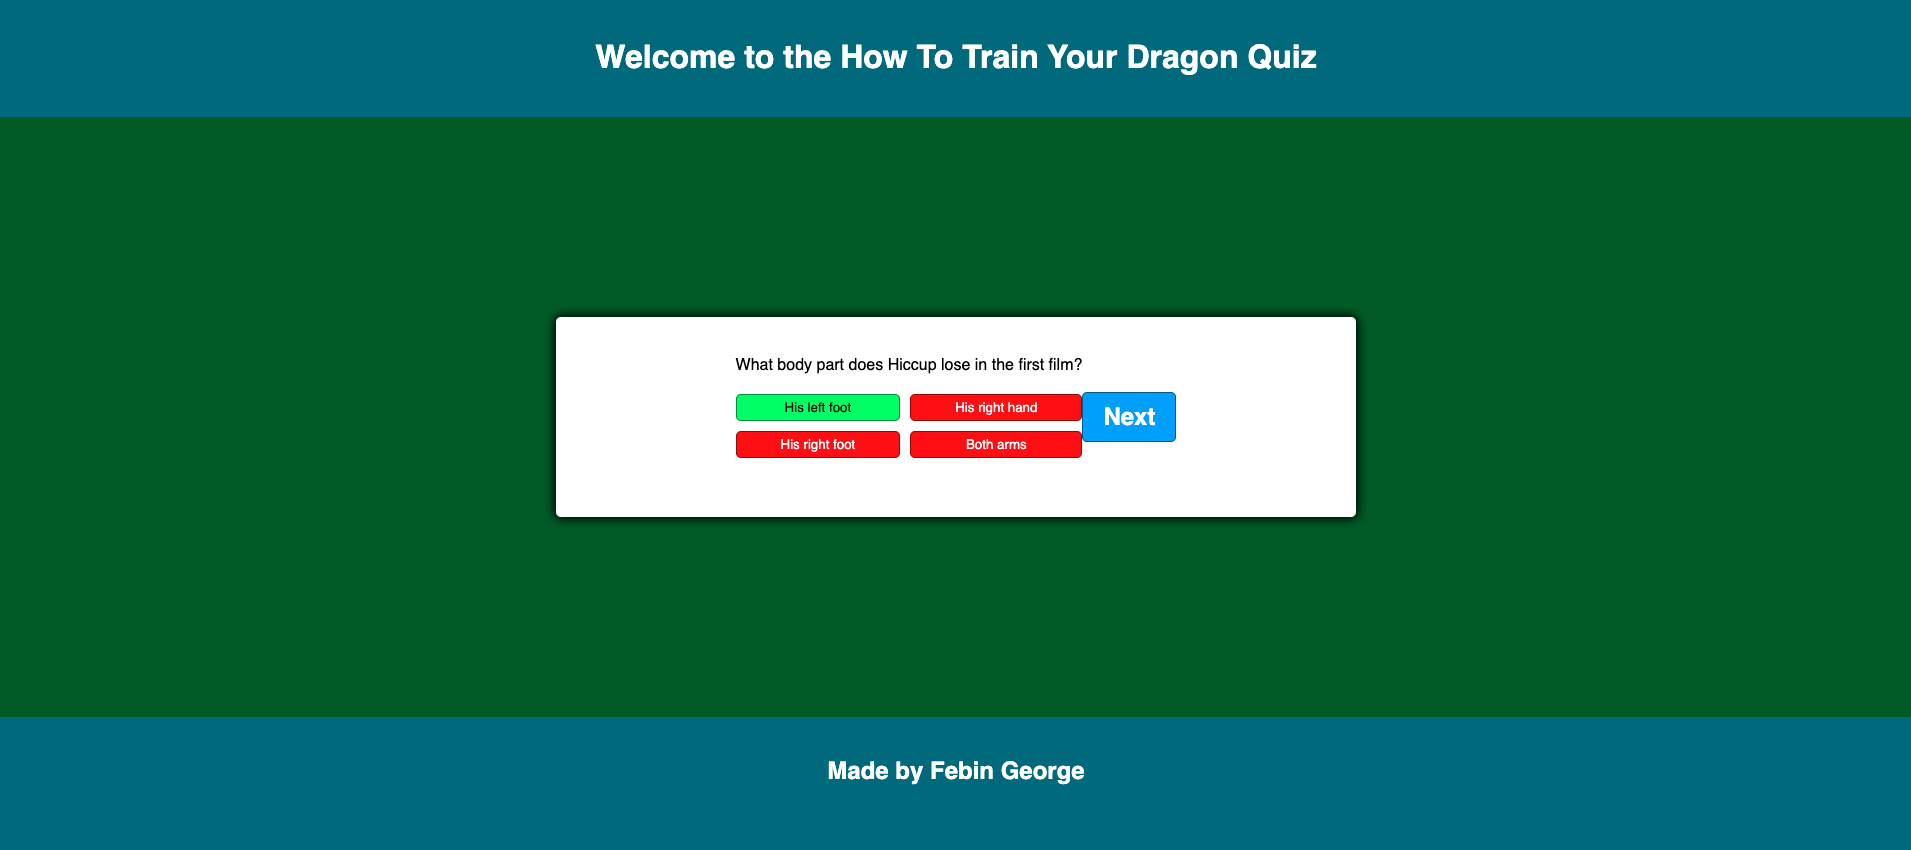 Welcome to the How To Train Your Dragon Quiz
What body part does Hiccup lose in the first film?
His left foot
His right hand
His right foot
Both arms
Next
Made by Febin George